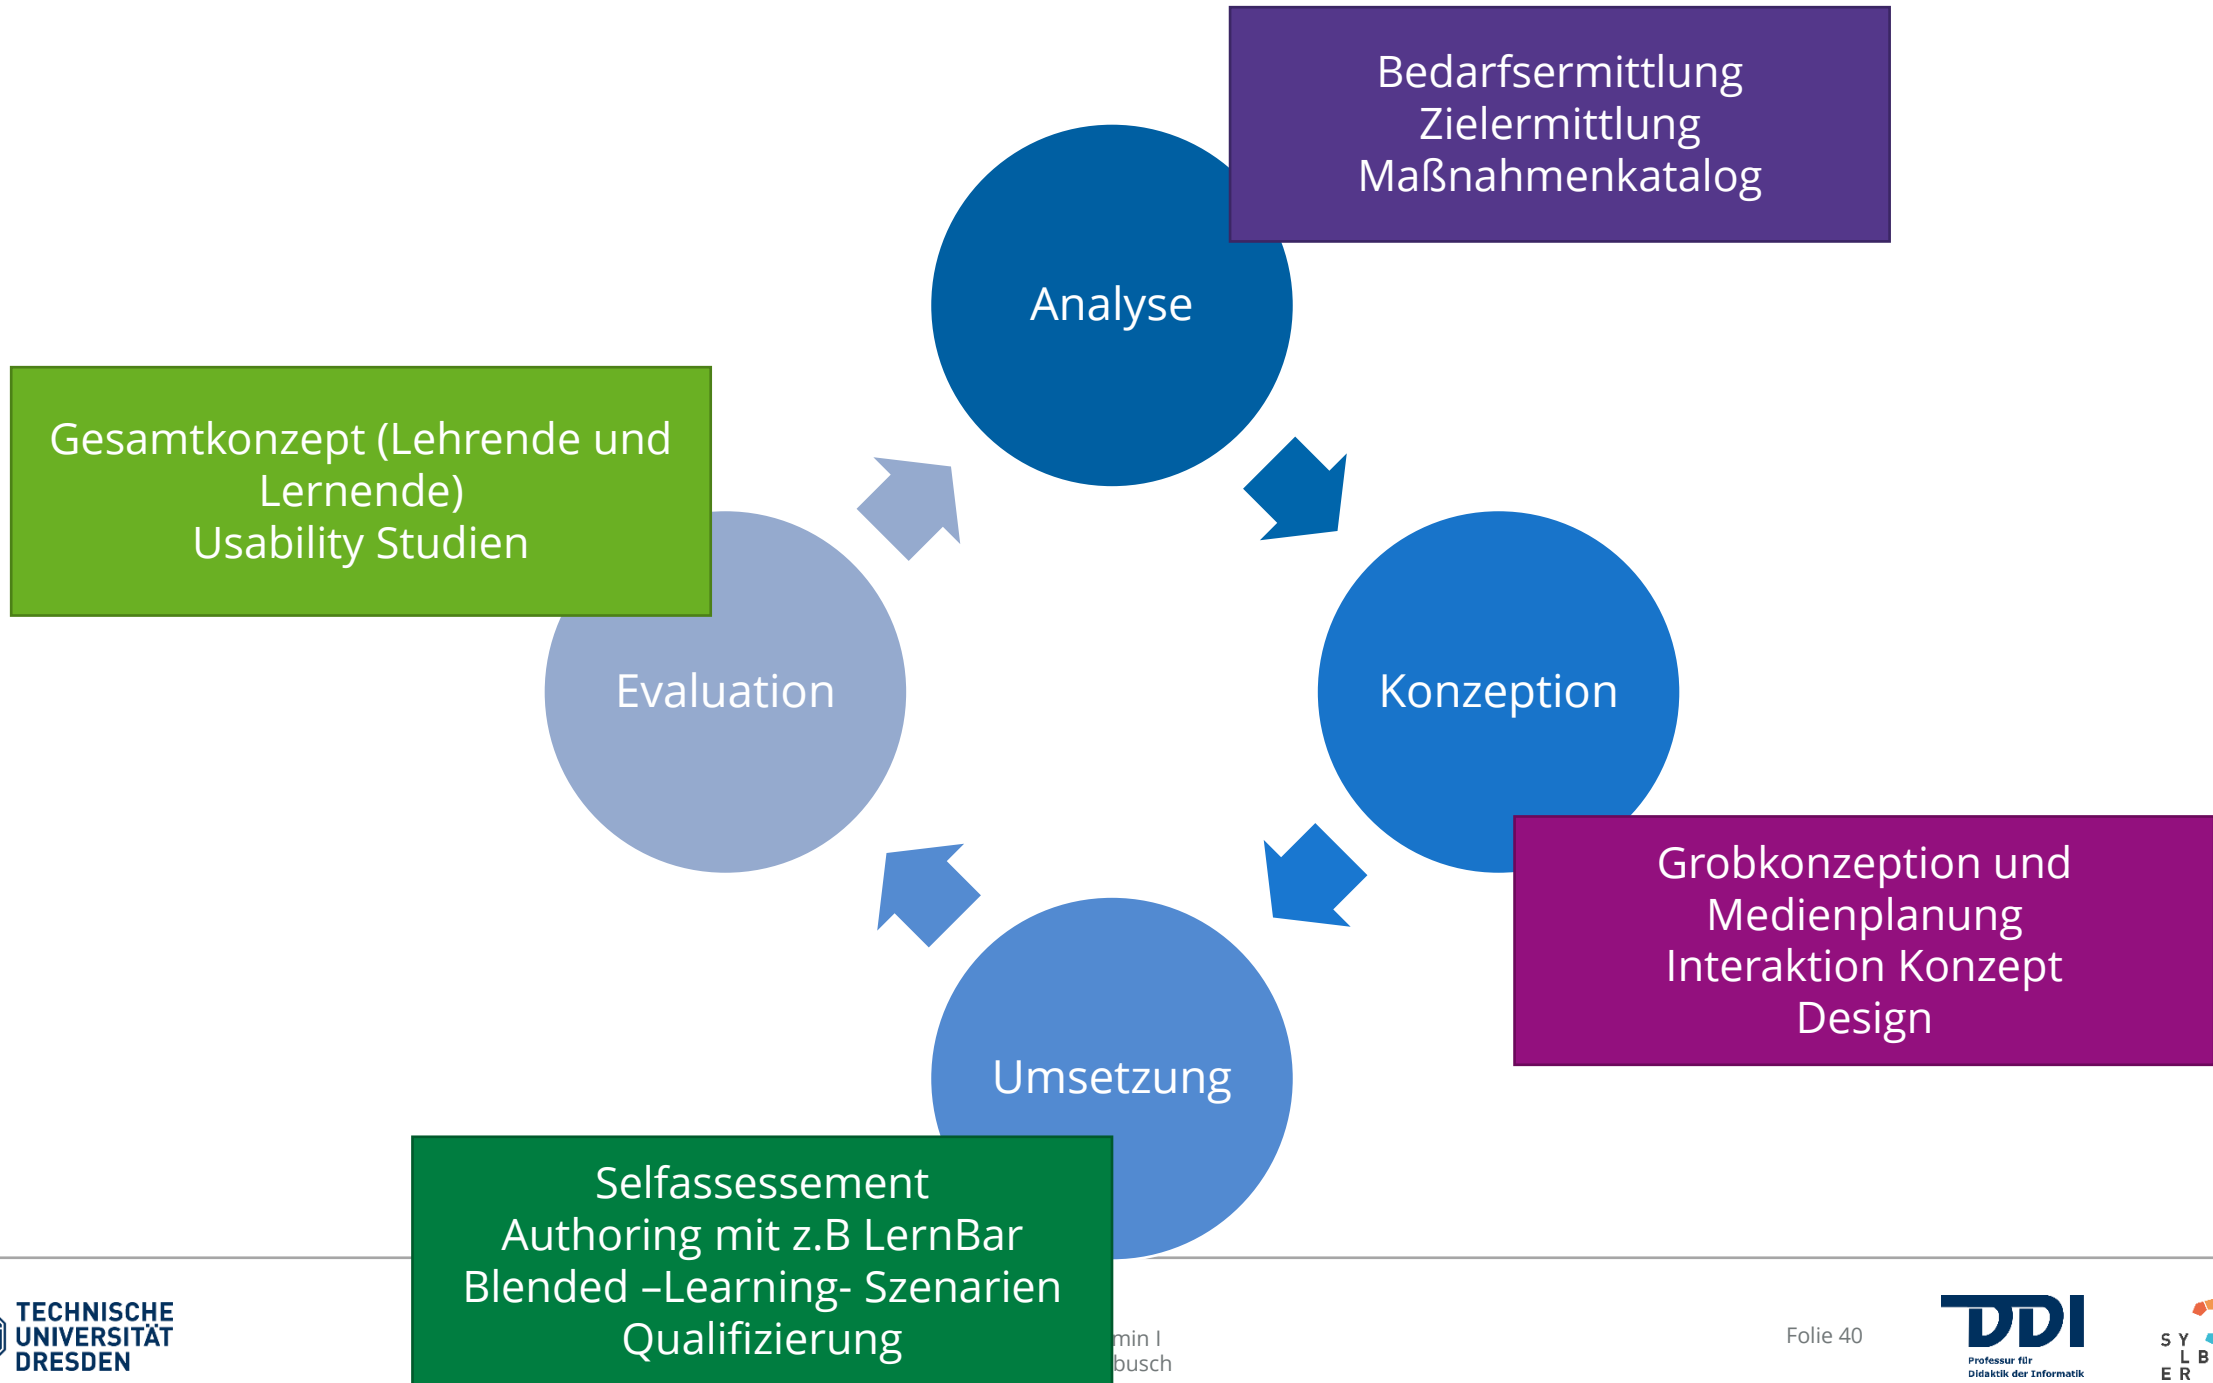 Bedarfsermittlung
Zielermittlung
Maßnahmenkatalog
Analyse
Gesamtkonzept (Lehrende und
Lernende)
Usability Studien
Evaluation
Konzeption
Grobkonzeption und
Medienplanung
Interaktion Konzept
Design
Umsetzung
Selfassessement
Authoring mit z.B LernBar
Blended –Learning- Szenarien
Qualifizierung
TECHNISCHE
UNIVERSITÄT
DRESDEN
min I
busch
Folie 40
DDI
Professur für
Didaktik der Informatik
S Y
L B
E R